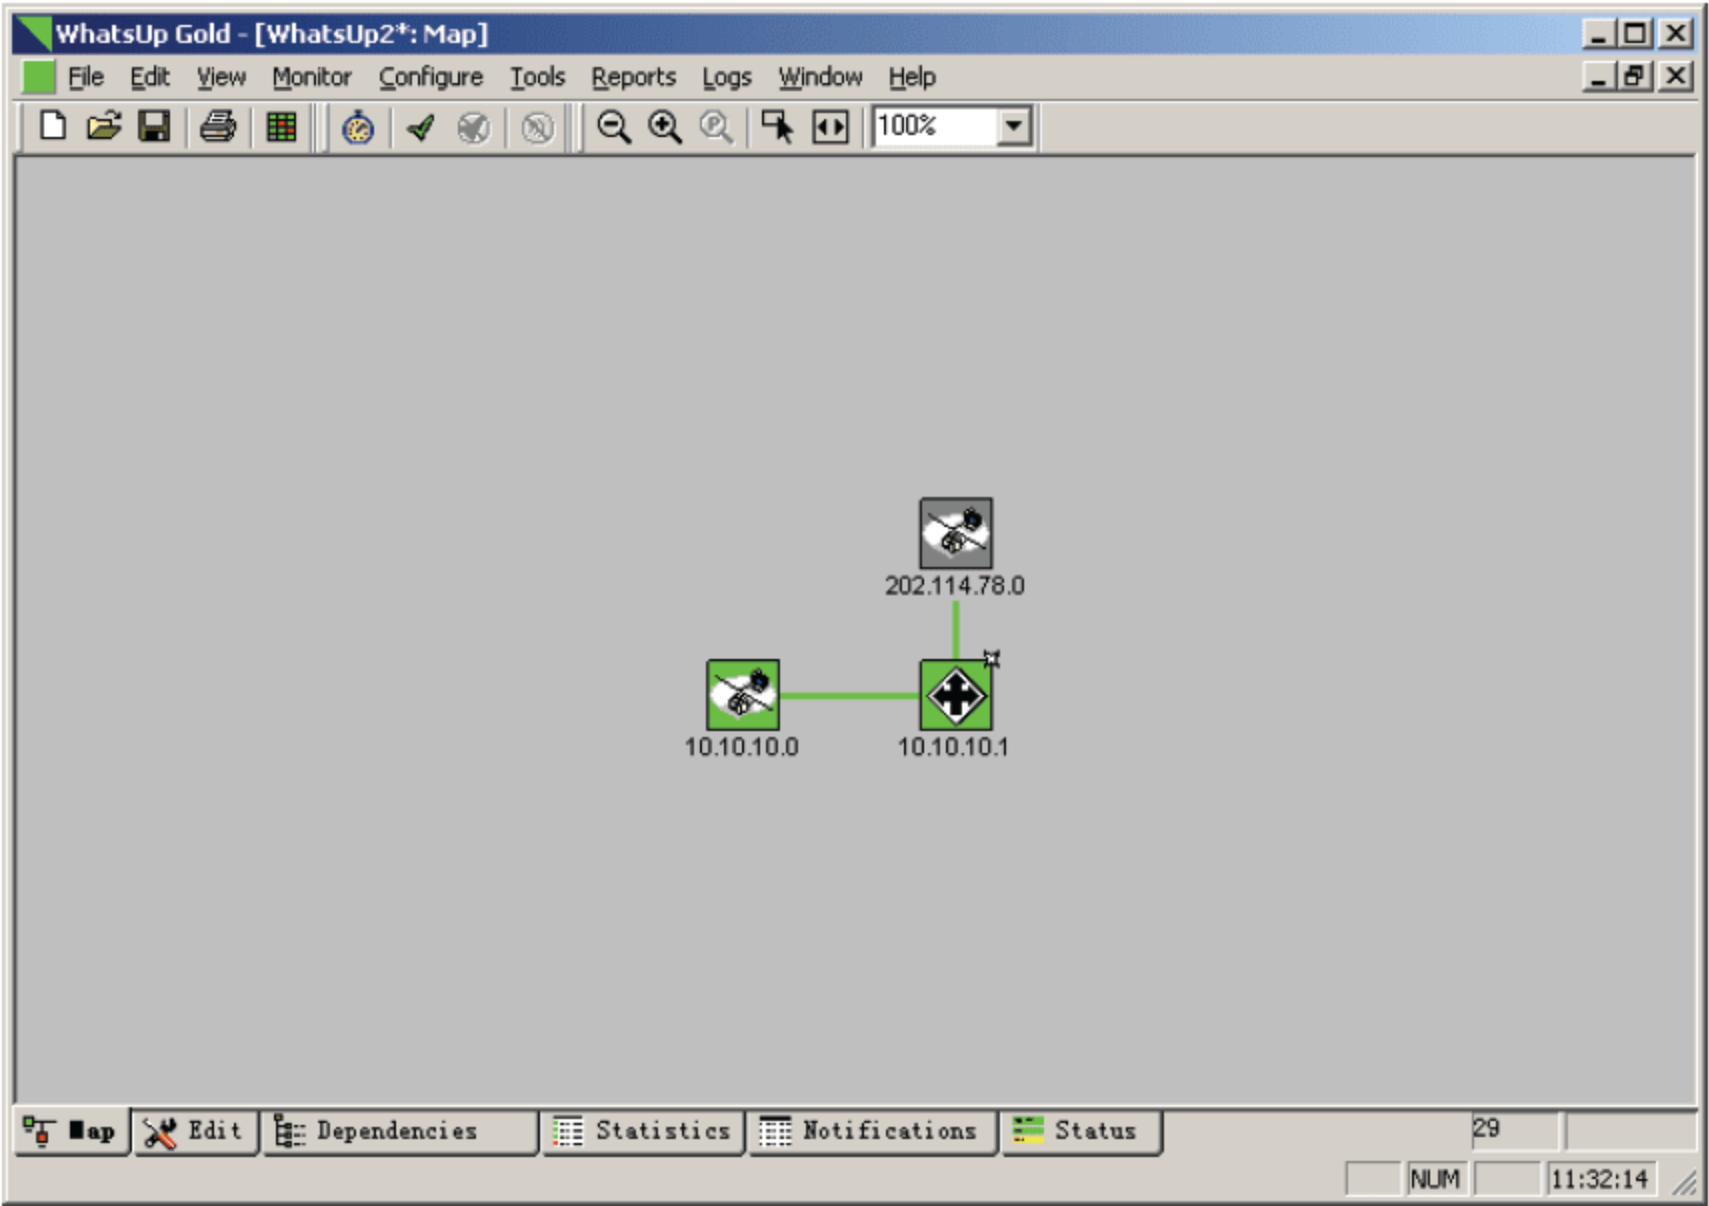 WhatsUp Gold - [WhatsUp2*: Map]
File Edit View Monitor Configure Tools Reports Logs Window Help
100%
202.114.78.0
10.10.10.0 10.10.10.1
Map Edit Dependencies Statistics Notifications Status 29
NUM 11:32:14